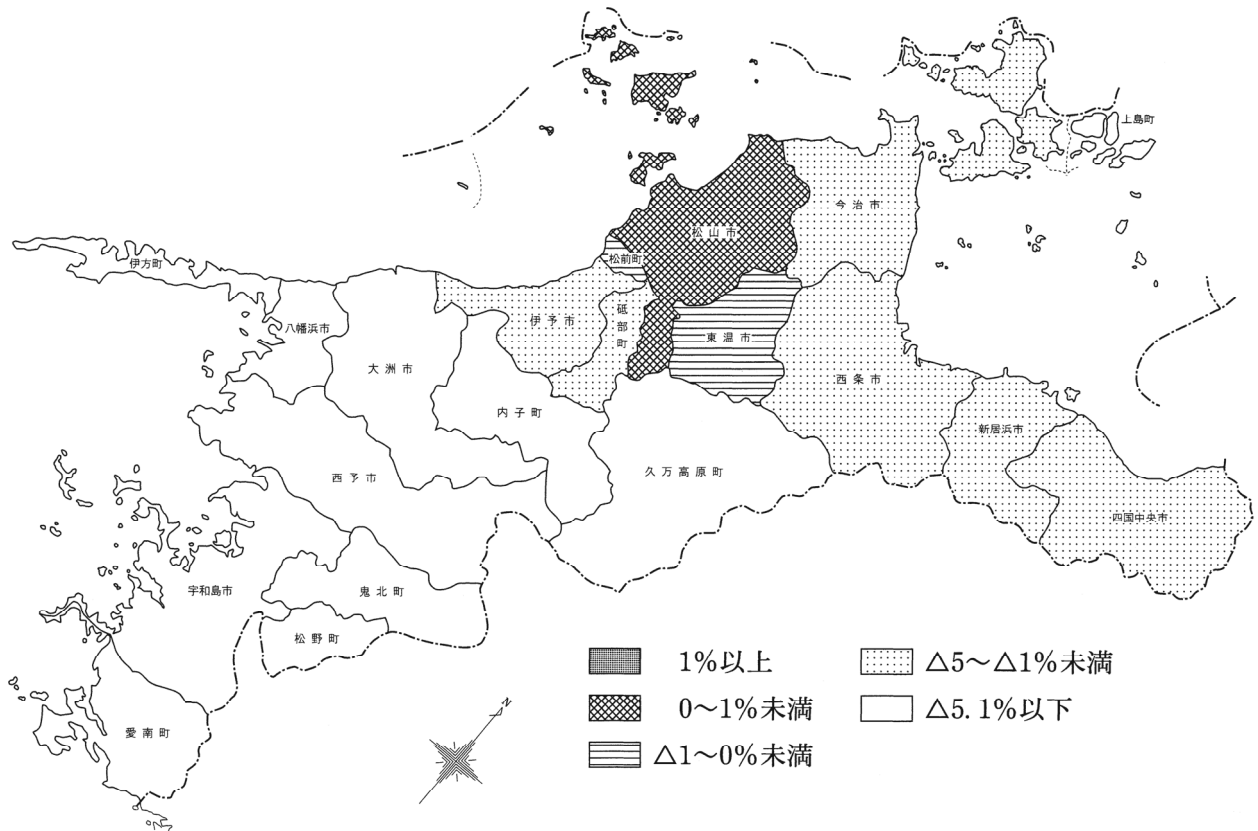 上島町
今治市
松山市
松前町
伊方町
砥部町
伊予市
八幡浜市
東温市
大洲市
西条市
内子町
新居浜市
久万高原町
西予市
四国中央市
宇和島市
鬼北町
松野町
愛南町
N
1%以上
0～1%未満
△1～0%未満
△5～△1%未満
△5.1%以下